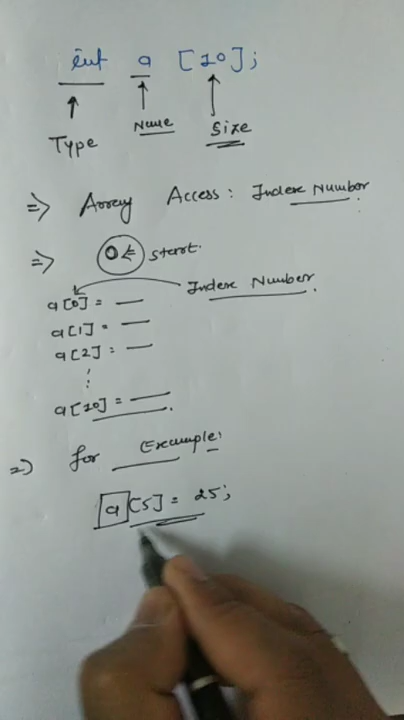 int a [10];
Type Name Size
=> Array Access: Index Number.
=> 0 ≤ start.
a[0] = — Index Number.
a[1] = —
a[2] = —
⋮
a[10] = —.
=> for Example:
a[5] = 25;